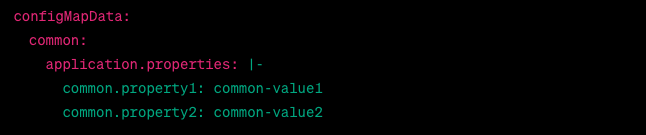 configMapData:
  common:
    application.properties: |-
      common.property1: common-value1
      common.property2: common-value2